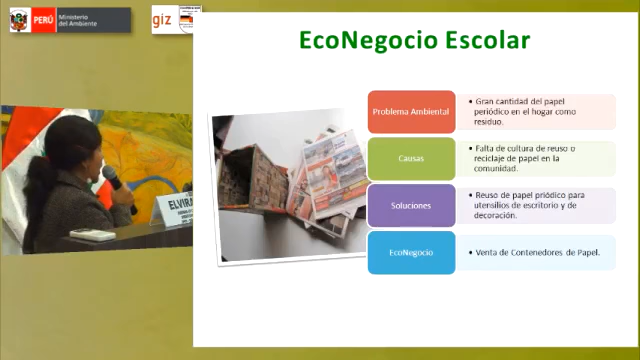 PERÚ
Ministerio
del Ambiente
giz
EcoNegocio Escolar
Problema Ambiental
• Gran cantidad del papel
periódico en el hogar como
residuo.
Causas
• Falta de cultura de reuso o
reciclaje de papel en la
comunidad.
Soluciones
• Reuso de papel priódico para
utensilios de escritorio y de
decoración.
EcoNegocio
• Venta de Contenedores de Papel.
ELVIRA